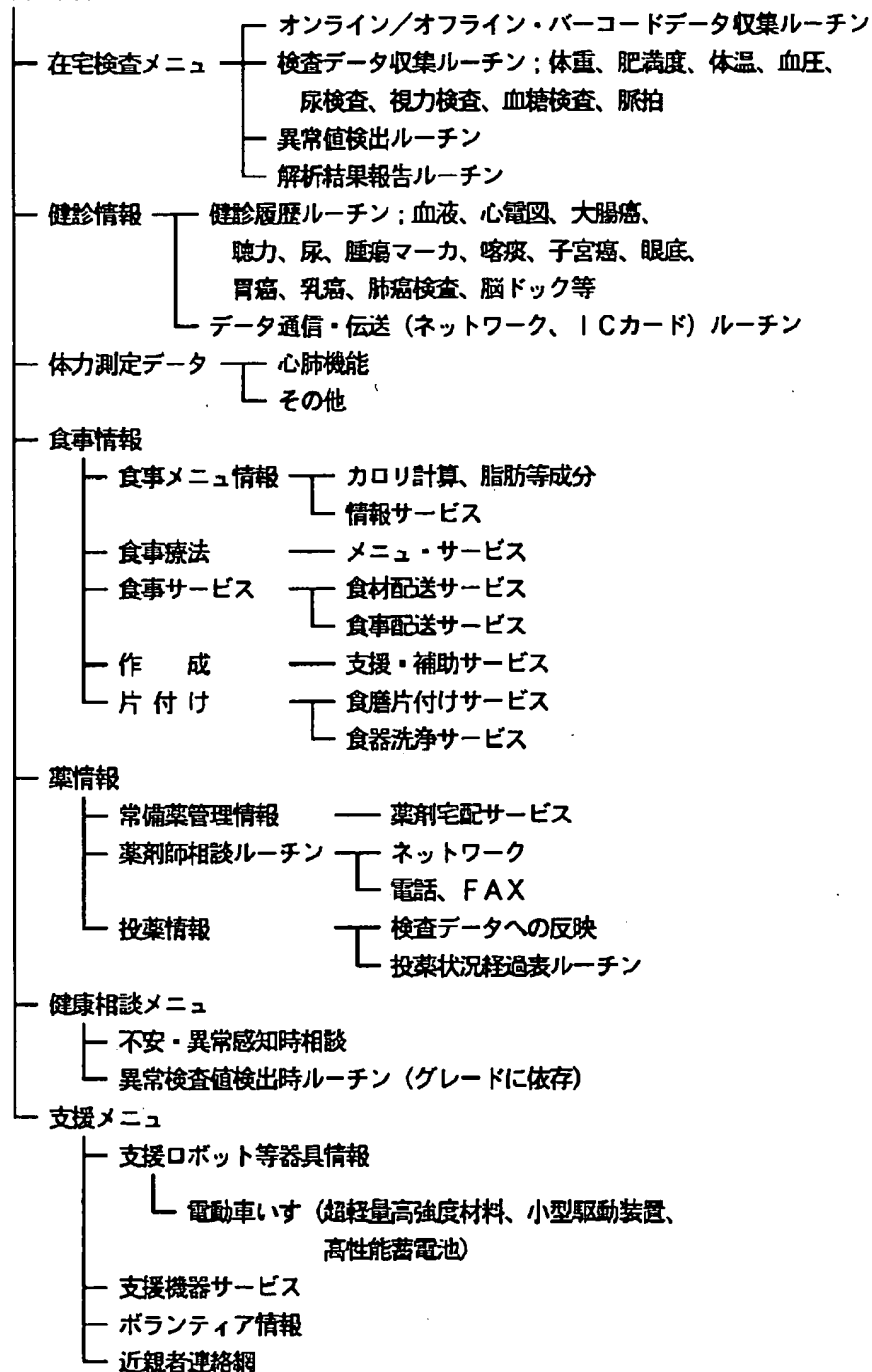 オンライン/オフライン・バーコードデータ収集ルーチン
在宅検査メニュ 検査データ収集ルーチン;体重、肥満度、体温、血圧、
尿検査、視力検査、血糖検査、脈拍
異常値検出ルーチン
解析結果報告ルーチン
健診情報 健診履歴ルーチン;血液、心電図、大腸癌、
聴力、尿、腫瘍マーカ、喀痰、子宮癌、眼底、
胃癌、乳癌、肺癌検査、脳ドック等
データ通信・伝送(ネットワーク、ICカード)ルーチン
体力測定データ 心肺機能
その他
食事情報
食事メニュ情報 カロリ計算、脂肪等成分
情報サービス
食事療法 メニュ・サービス
食事サービス 食材配送サービス
食事配送サービス
作 成 支援・補助サービス
片付け 食膳片付けサービス
食器洗浄サービス
薬情報
常備薬管理情報 薬剤宅配サービス
薬剤師相談ルーチン ネットワーク
電話、FAX
投薬情報 検査データへの反映
投薬状況経過表ルーチン
健康相談メニュ
不安・異常感知時相談
異常検査値検出時ルーチン(グレードに依存)
支援メニュ
支援ロボット等器具情報
電動車いす(超軽量高強度材料、小型駆動装置、
高性能蓄電池)
支援機器サービス
ボランティア情報
近親者連絡網